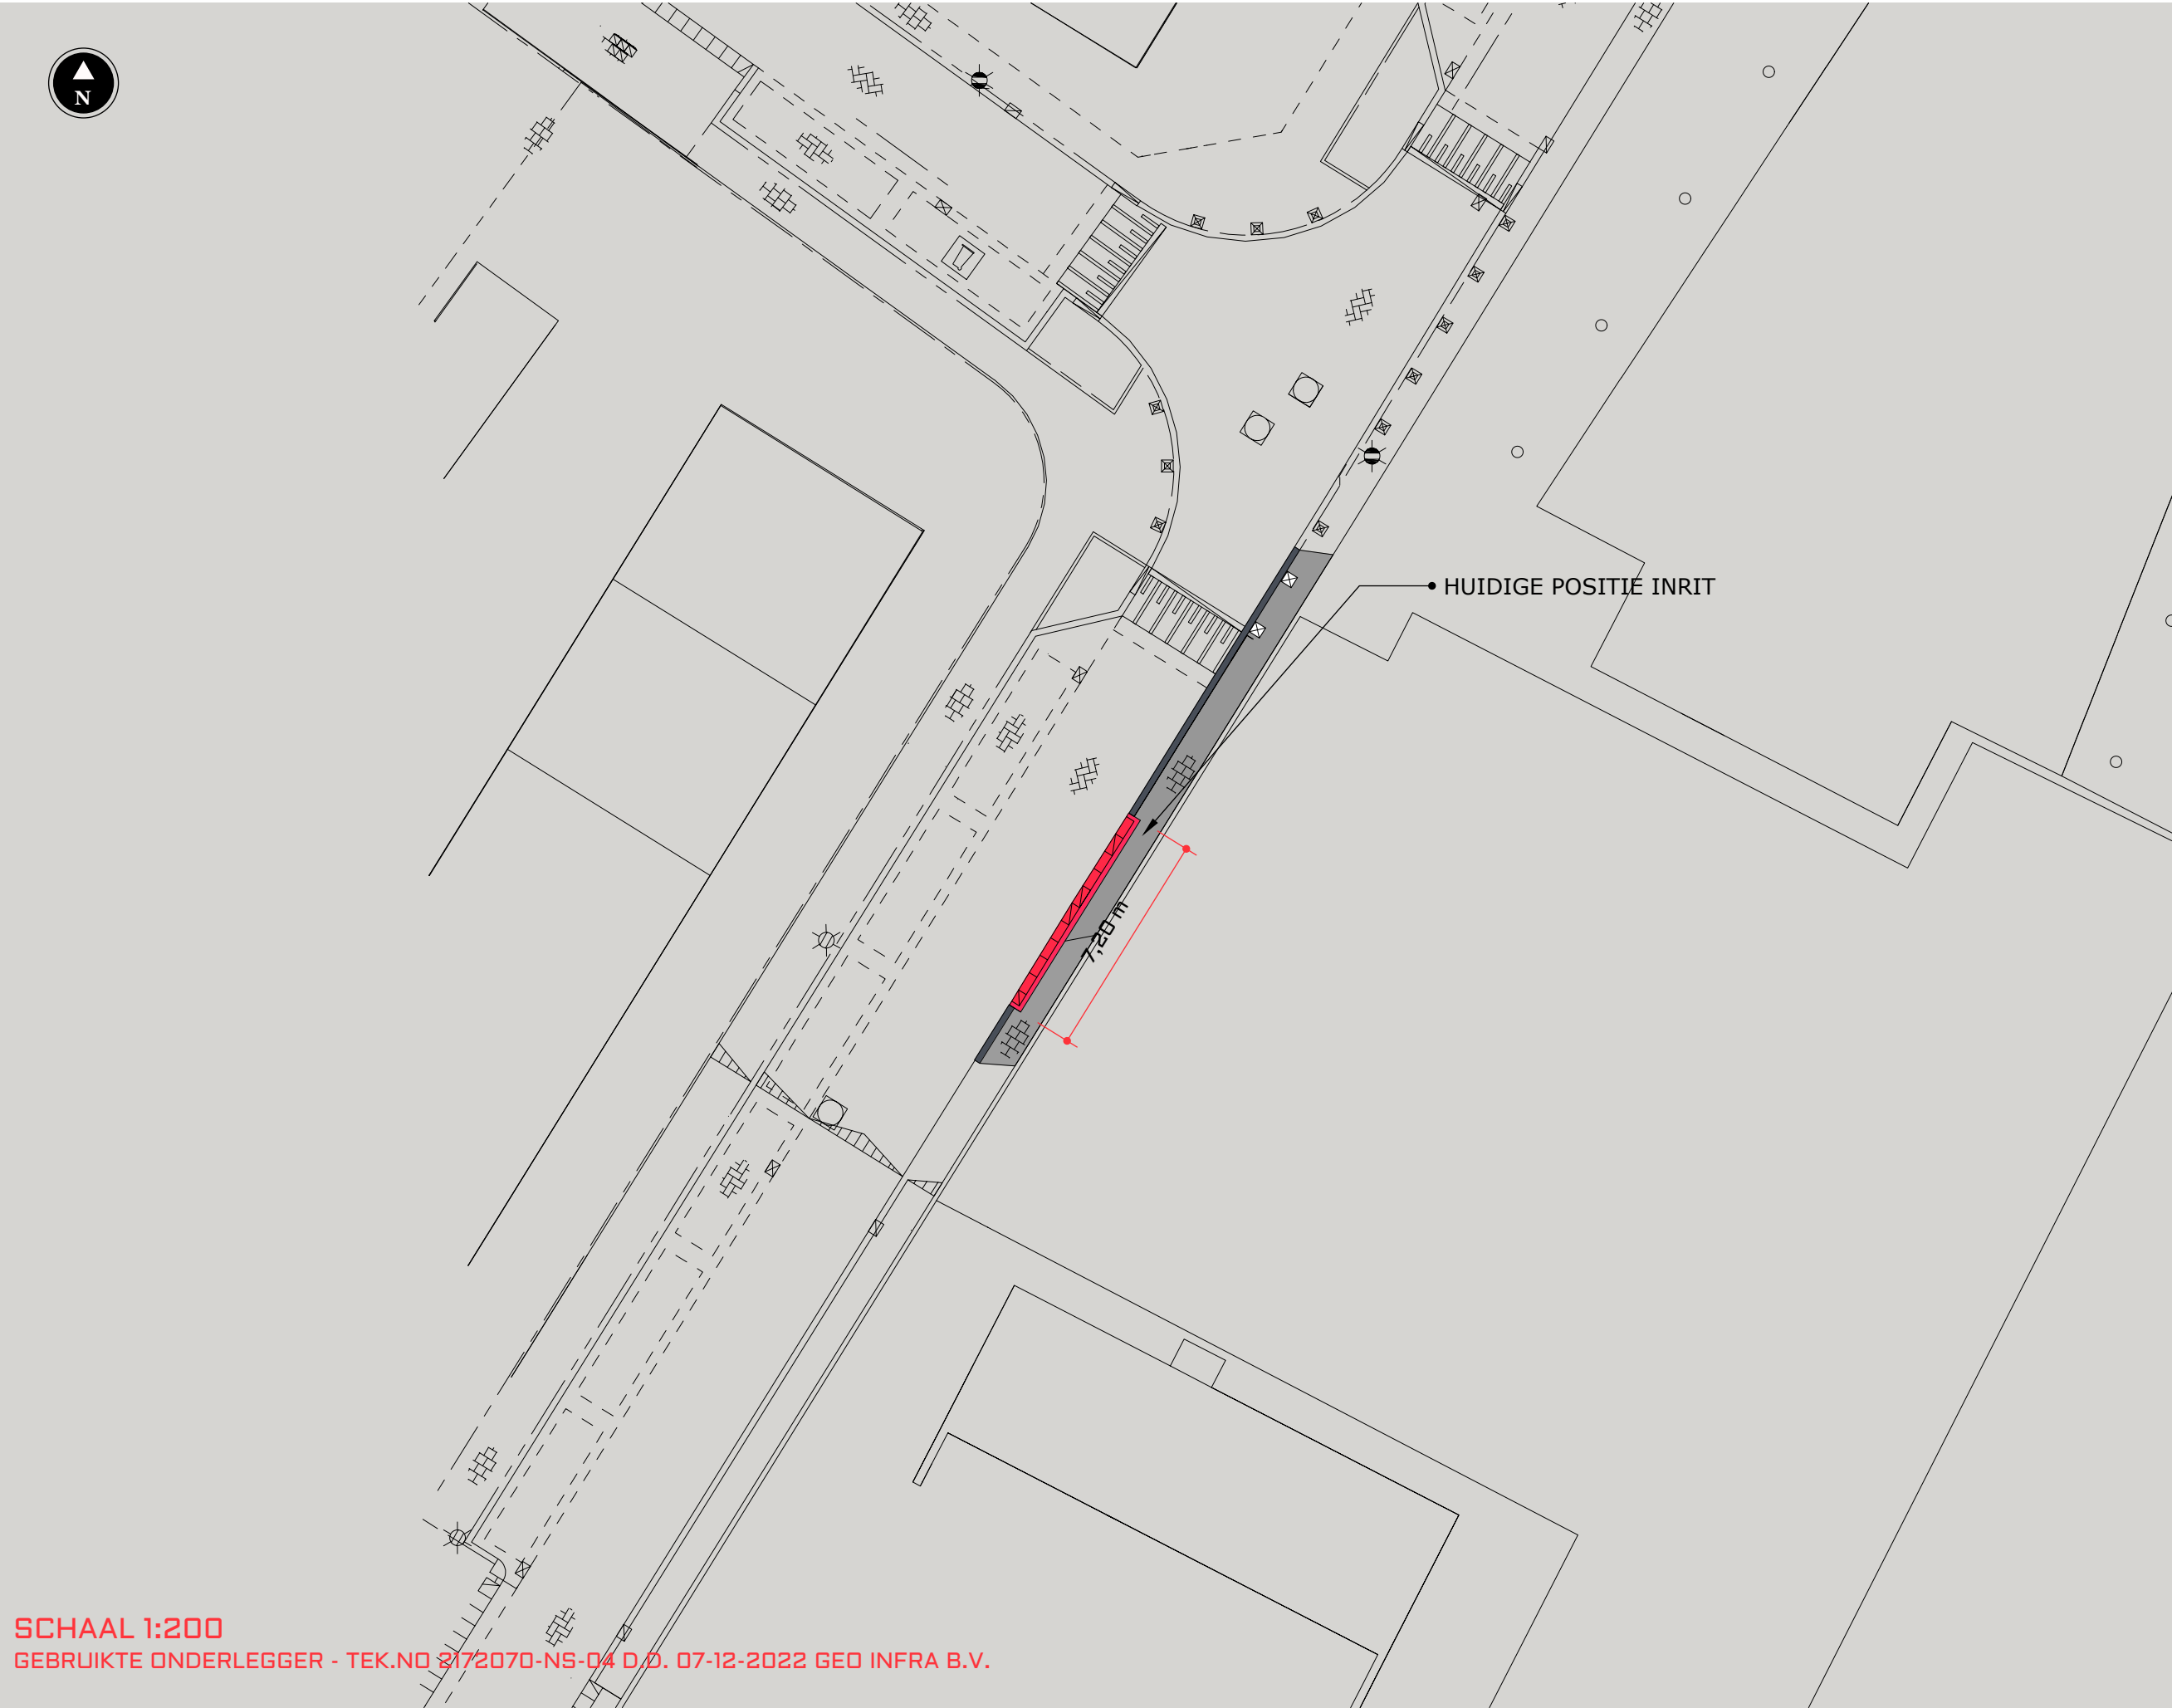 N
HUIDIGE POSITIE INRIT
7,20 m
SCHAAL 1:200
GEBRUIKTE ONDERLEGGER - TEK.NO 2172070-NS-04 D.D. 07-12-2022 GEO INFRA B.V.